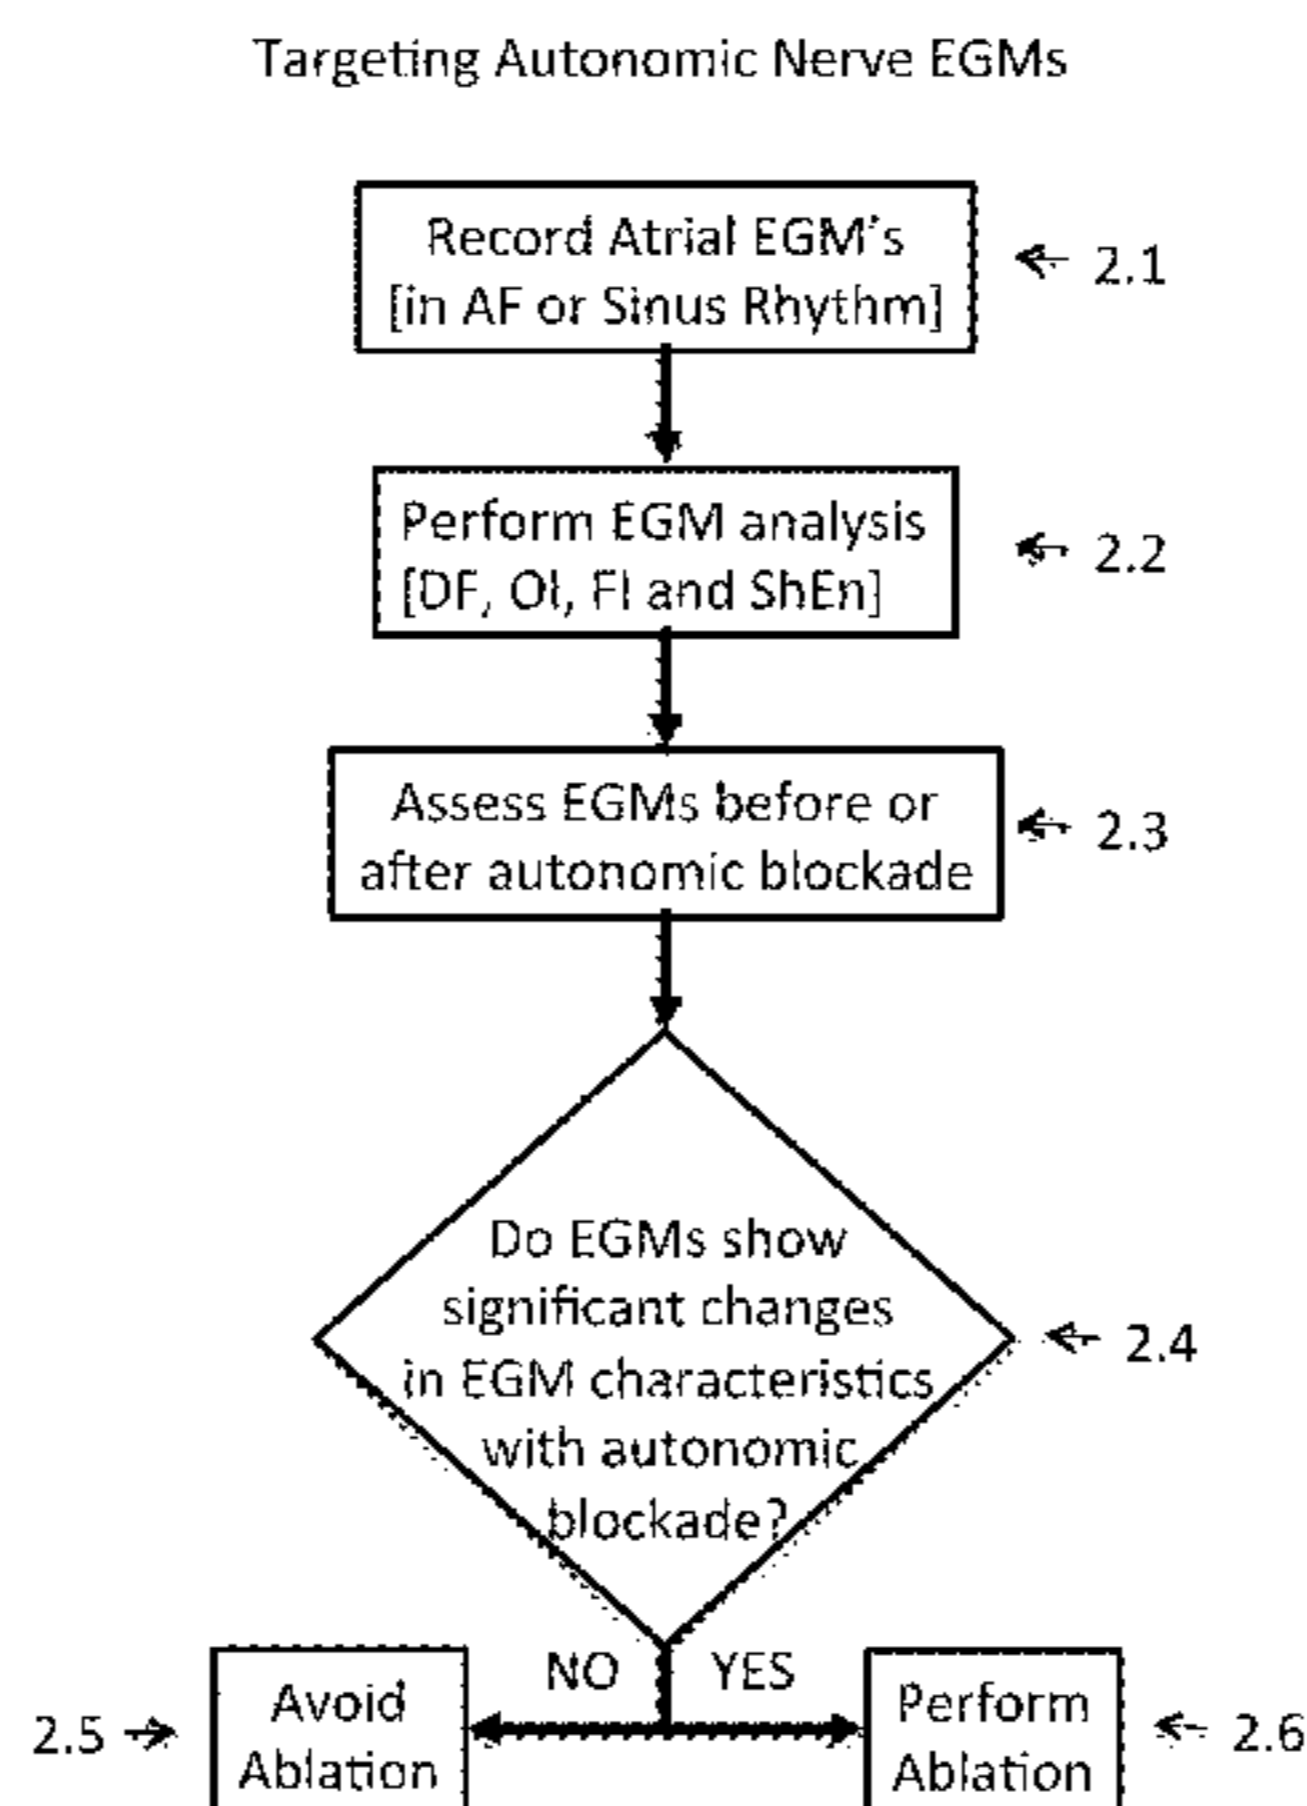 Targeting Autonomic Nerve EGMs
Record Atrial EGM's
[in AF or Sinus Rhythm]
2.1
Perform EGM analysis
[DF, OI, FI and ShEn]
2.2
Assess EGMs before or
after autonomic blockade
2.3
Do EGMs show
significant changes
in EGM characteristics
with autonomic
blockade?
2.4
NO
YES
2.5
Avoid
Ablation
Perform
Ablation
2.6